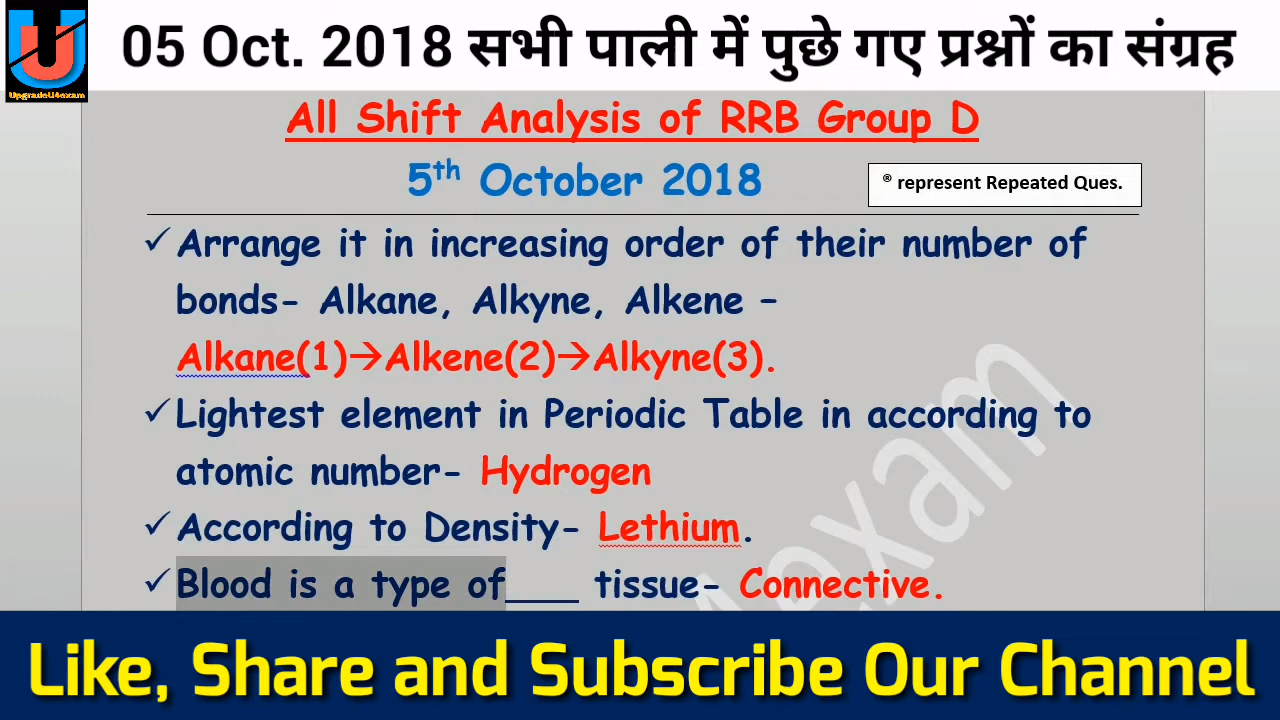 05 Oct. 2018 सभी पाली में पुछे गए प्रश्नों का संग्रह
UpgradeU4exam
All Shift Analysis of RRB Group D
5th October 2018
® represent Repeated Ques.
✓ Arrange it in increasing order of their number of
bonds- Alkane, Alkyne, Alkene –
Alkane(1)→Alkene(2)→Alkyne(3).
✓ Lightest element in Periodic Table in according to
atomic number- Hydrogen
✓ According to Density- Lethium.
✓ Blood is a type of____ tissue- Connective.
4exam
Like, Share and Subscribe Our Channel